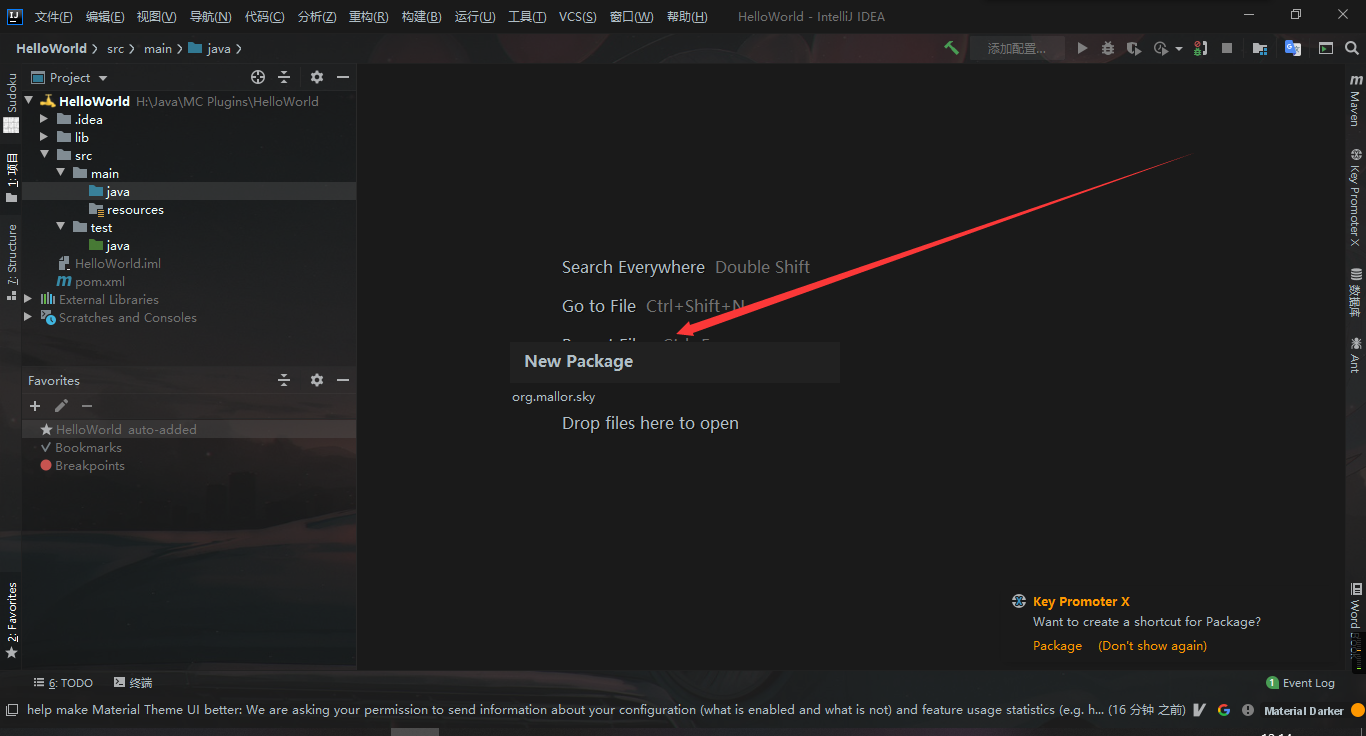 IJ 文件(F) 编辑(E) 视图(V) 导航(N) 代码(C) 分析(Z) 重构(R) 构建(B) 运行(U) 工具(T) VCS(S) 窗口(W) 帮助(H) HelloWorld - IntelliJ IDEA
HelloWorld src main java 添加配置...
Project
HelloWorld H:\Java\MC Plugins\HelloWorld
.idea
lib
src
main
java
resources
test
java
HelloWorld.iml
m pom.xml
External Libraries
Scratches and Consoles
Favorites
HelloWorld auto-added
Bookmarks
Breakpoints
Sudoku
1: 项目
7: Structure
2: Favorites
Search Everywhere Double Shift
Go to File Ctrl+Shift+N
New Package
org.mallor.sky
Drop files here to open
m Maven
Key Promoter X
数据库
Ant
Word
Key Promoter X
Want to create a shortcut for Package?
Package (Don't show again)
6: TODO 终端 1 Event Log
help make Material Theme UI better: We are asking your permission to send information about your configuration (what is enabled and what is not) and feature usage statistics (e.g. h... (16 分钟 之前) Material Darker